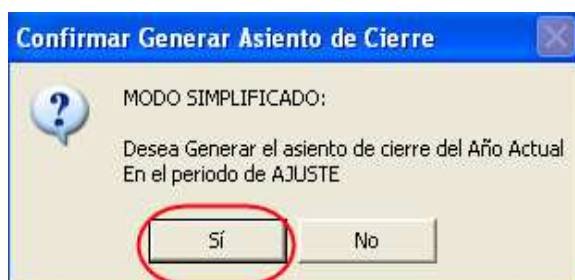 Confirmar Generar Asiento de Cierre
MODO SIMPLIFICADO:
Desea Generar el asiento de cierre del Año Actual
En el periodo de AJUSTE
Sí
No